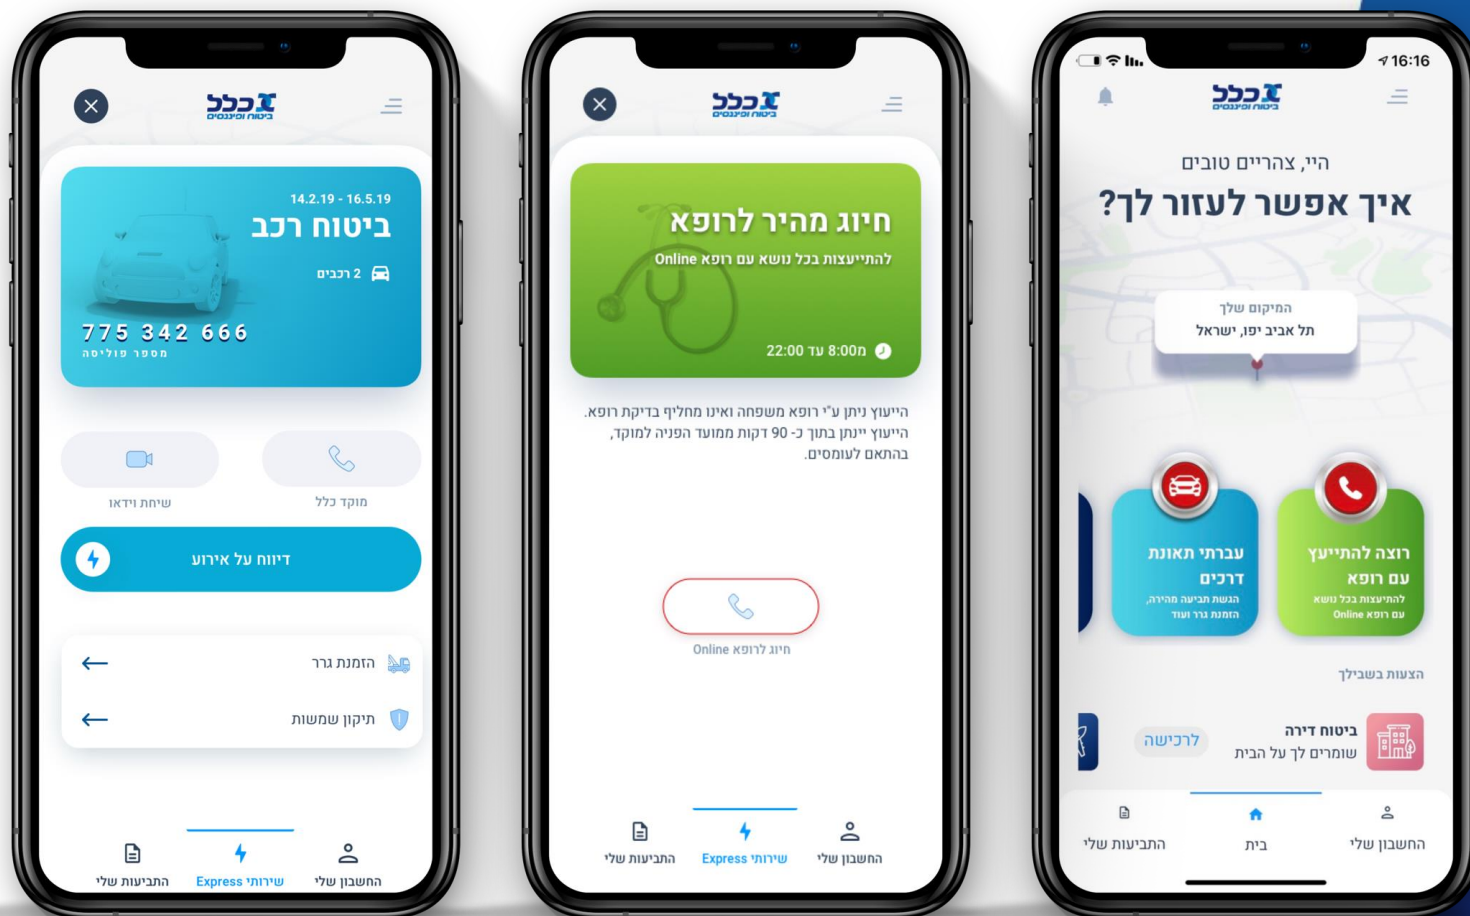 כלל
ביטוח ופיננסים
14.2.19 - 16.5.19
ביטוח רכב
2 רכבים
775 342 666
מספר פוליסה
מוקד כלל
שיחת וידאו
דיווח על אירוע
הזמנת גרר
תיקון שמשות
החשבון שלי
שירותי Express
התביעות שלי
כלל
ביטוח ופיננסים
חיוג מהיר לרופא
להתייעצות בכל נושא עם רופא Online
מ8:00 עד 22:00
הייעוץ ניתן ע"י רופא משפחה ואינו מחליף בדיקת רופא.
הייעוץ יינתן בתוך כ- 90 דקות ממועד הפניה למוקד,
בהתאם לעומסים.
חיוג לרופא Online
החשבון שלי
שירותי Express
התביעות שלי
16:16
כלל
ביטוח ופיננסים
היי, צהריים טובים
איך אפשר לעזור לך?
המיקום שלך
תל אביב יפו, ישראל
רוצה להתייעץ
עם רופא
להתיעצות בכל נושא
עם רופא Online
עברתי תאונת
דרכים
הגשת תביעה מהירה,
הזמנת גרר ועוד
הצעות בשבילך
ביטוח דירה
שומרים לך על הבית
לרכישה
החשבון שלי
בית
התביעות שלי